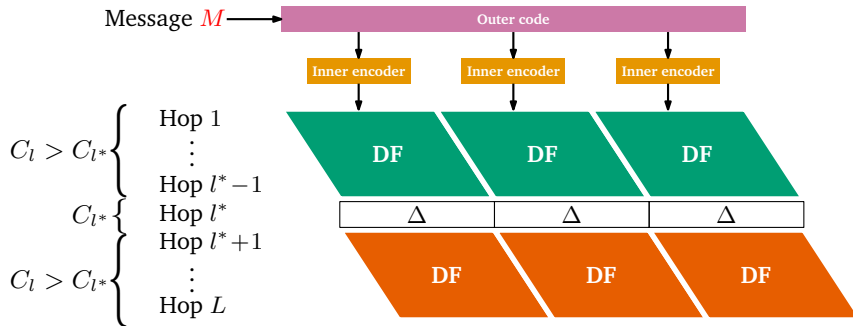 Message M
Outer code
Inner encoder Inner encoder Inner encoder
C_l > C_{l*}
Hop 1
⋮
Hop l* −1
DF DF DF
C_{l*}
Hop l*
Δ Δ Δ
C_l > C_{l*}
Hop l* +1
⋮
Hop L
DF DF DF